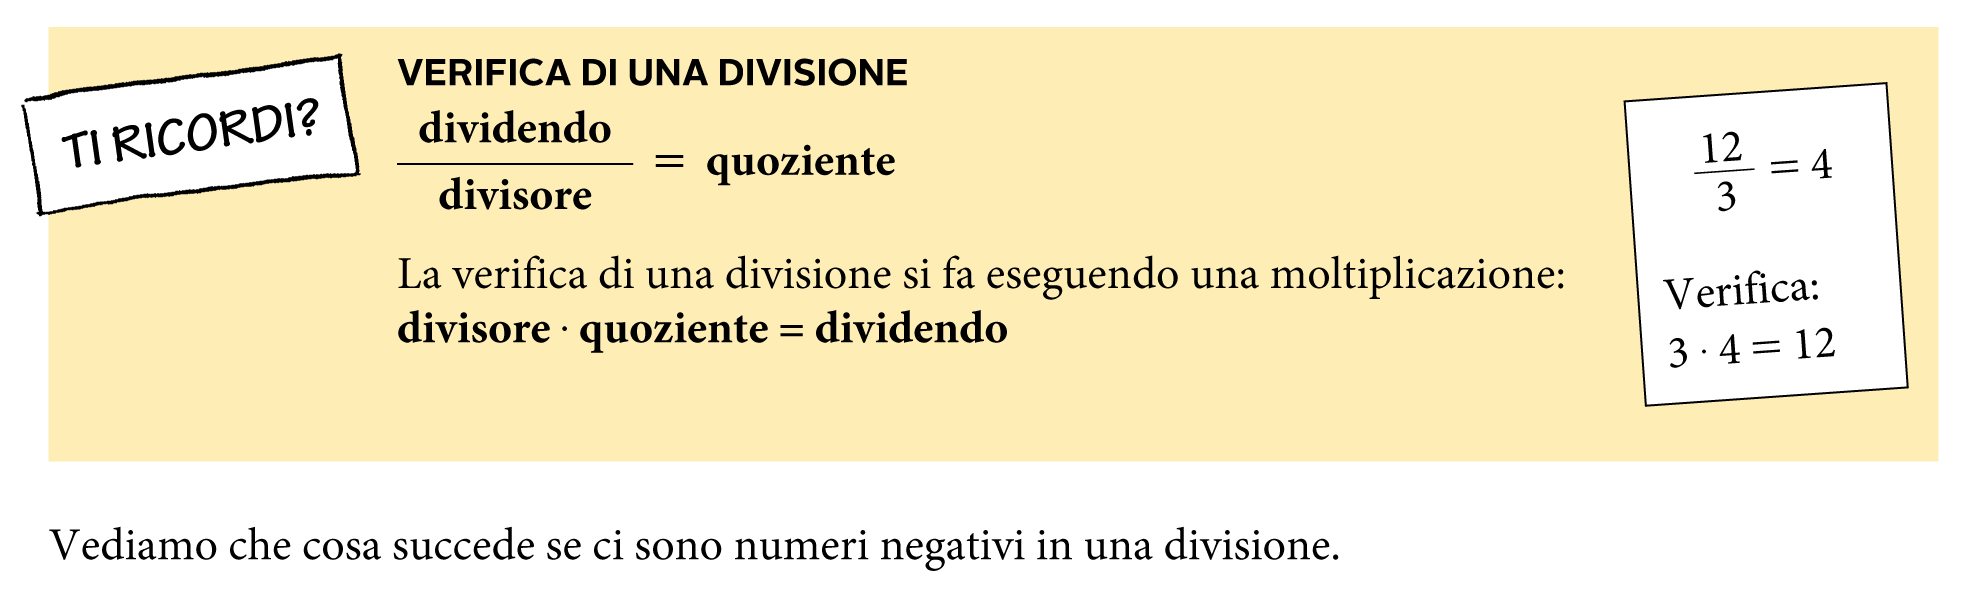 TI RICORDI?
VERIFICA DI UNA DIVISIONE
dividendo
divisore
= quoziente
La verifica di una divisione si fa eseguendo una moltiplicazione:
divisore · quoziente = dividendo
12
3
= 4
Verifica:
3 · 4 = 12
Vediamo che cosa succede se ci sono numeri negativi in una divisione.